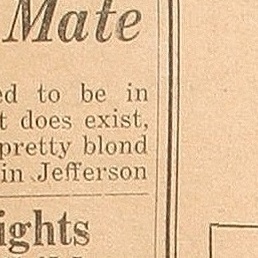 Mate
ed to be in
t does exist,
pretty blond
in Jefferson
ights